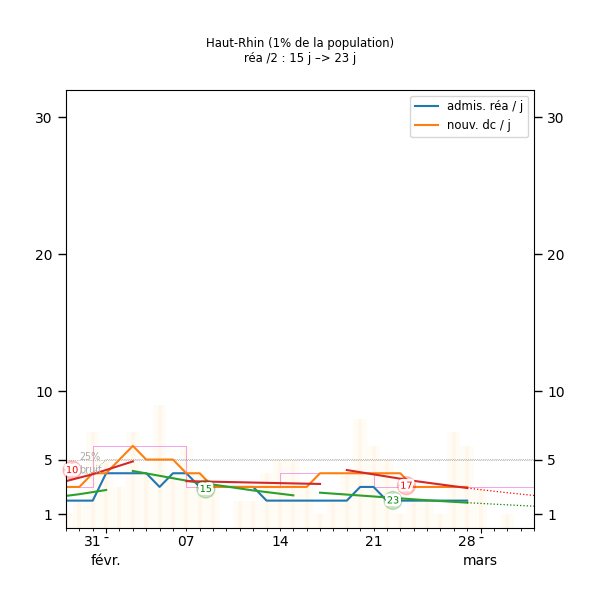 Haut-Rhin (1% de la population)
réa /2 : 15 j –> 23 j
admis. réa / j
nouv. dc / j
30
30
20
20
10
10
25%
5
5
bruit
10
17
15
23
1
1
31 -
07
14
21
28 -
févr.
mars